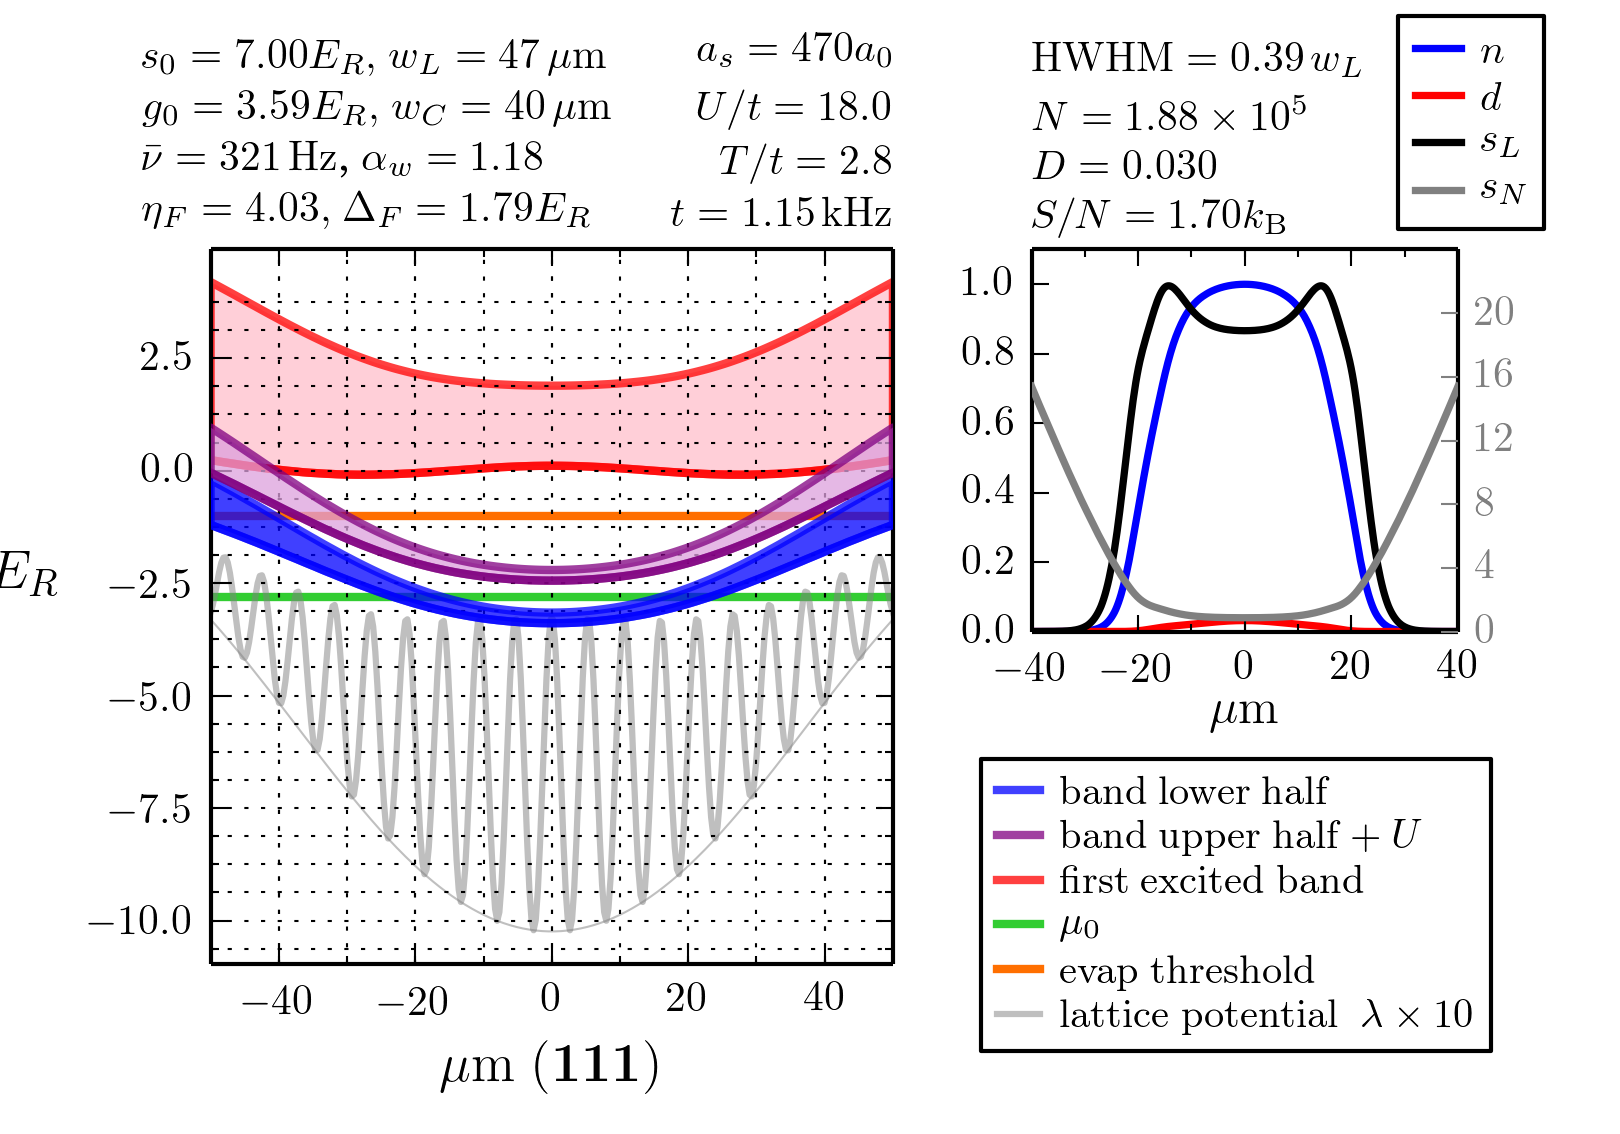 s₀ = 7.00E_R, w_L = 47 μm
g₀ = 3.59E_R, w_C = 40 μm
ν̄ = 321 Hz, α_w = 1.18
η_F = 4.03, Δ_F = 1.79E_R
a_s = 470a₀
U/t = 18.0
T/t = 2.8
t = 1.15 kHz
HWHM = 0.39 w_L
N = 1.88 × 10⁵
D = 0.030
S/N = 1.70k_B
n
d
s_L
s_N
E_R
2.5
0.0
−2.5
−5.0
−7.5
−10.0
−40 −20 0 20 40
μm (111)
1.0
0.8
0.6
0.4
0.2
0.0
20
16
12
8
4
0
−40 −20 0 20 40
μm
band lower half
band upper half + U
first excited band
μ₀
evap threshold
lattice potential λ × 10